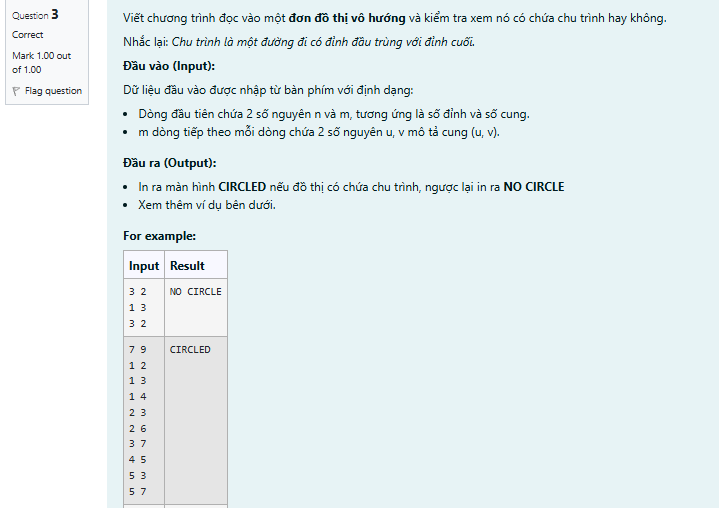 Question 3
Correct
Mark 1.00 out
of 1.00
Flag question
Viết chương trình đọc vào một đơn đồ thị vô hướng và kiểm tra xem nó có chứa chu trình hay không.
Nhắc lại: Chu trình là một đường đi có đỉnh đầu trùng với đỉnh cuối.
Đầu vào (Input):
Dữ liệu đầu vào được nhập từ bàn phím với định dạng:
• Dòng đầu tiên chứa 2 số nguyên n và m, tương ứng là số đỉnh và số cung.
• m dòng tiếp theo mỗi dòng chứa 2 số nguyên u, v mô tả cung (u, v).
Đầu ra (Output):
• In ra màn hình CIRCLED nếu đồ thị có chứa chu trình, ngược lại in ra NO CIRCLE
• Xem thêm ví dụ bên dưới.
For example:
Input Result
3 2 NO CIRCLE
1 3
3 2
7 9 CIRCLED
1 2
1 3
1 4
2 3
2 6
3 7
4 5
5 3
5 7